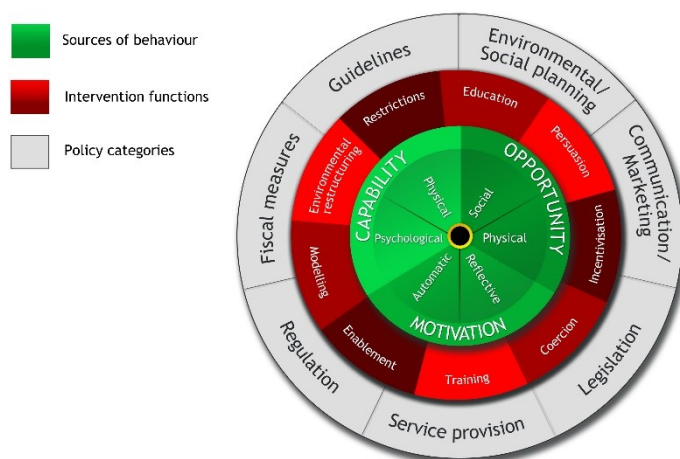 Sources of behaviour
Intervention functions
Policy categories
Guidelines
Environmental/
Social planning
Communication/
Marketing
Legislation
Service provision
Regulation
Fiscal measures
Restrictions
Education
Persuasion
Incentivisation
Coercion
Training
Enablement
Modelling
Environmental
restructuring
CAPABILITY
OPPORTUNITY
MOTIVATION
Physical
Social
Physical
Reflective
Automatic
Psychological